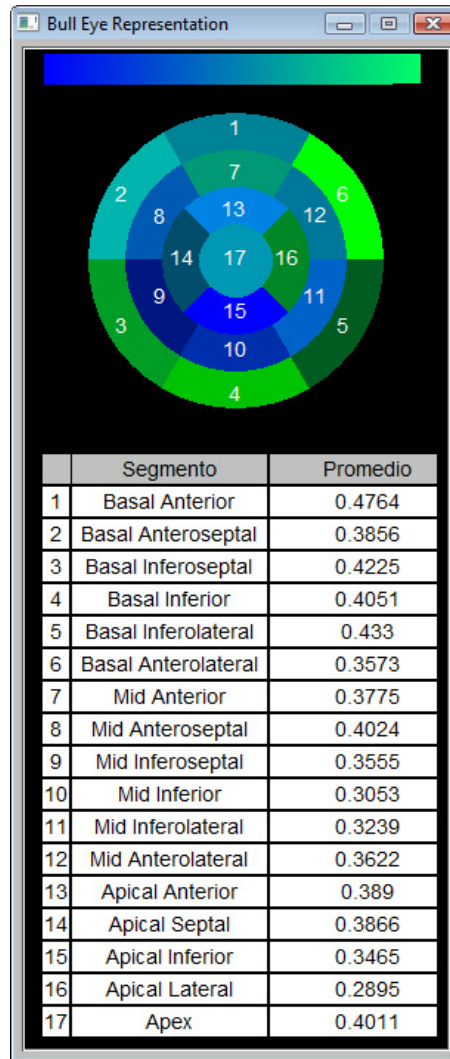 Bull Eye Representation
1
2
7
6
8
13
12
14
17
16
9
15
11
3
10
5
4
Segmento Promedio
1 Basal Anterior 0.4764
2 Basal Anteroseptal 0.3856
3 Basal Inferoseptal 0.4225
4 Basal Inferior 0.4051
5 Basal Inferolateral 0.433
6 Basal Anterolateral 0.3573
7 Mid Anterior 0.3775
8 Mid Anteroseptal 0.4024
9 Mid Inferoseptal 0.3555
10 Mid Inferior 0.3053
11 Mid Inferolateral 0.3239
12 Mid Anterolateral 0.3622
13 Apical Anterior 0.389
14 Apical Septal 0.3866
15 Apical Inferior 0.3465
16 Apical Lateral 0.2895
17 Apex 0.4011